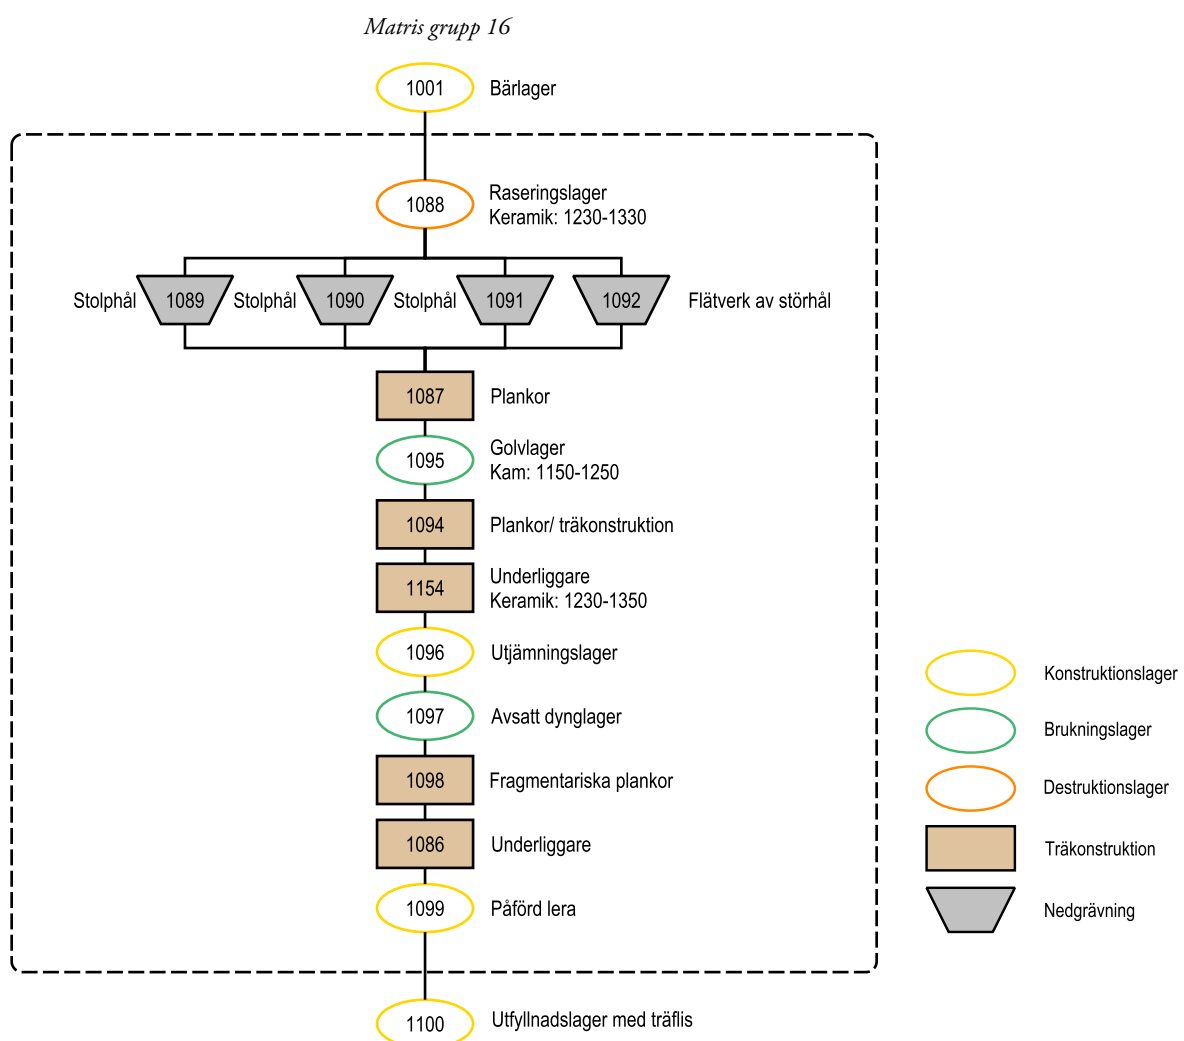 Matris grupp 16
1001 Bärlager
Raseringslager
1088
Keramik: 1230-1330
Stolphål 1089 Stolphål 1090 Stolphål 1091 1092 Flätverk av störhål
1087 Plankor
Golvlager
1095
Kam: 1150-1250
1094 Plankor/ träkonstruktion
Underliggare
1154
Keramik: 1230-1350
1096 Utjämningslager
1097 Avsatt dynglager
1098 Fragmentariska plankor
1086 Underliggare
1099 Påförd lera
1100 Utfyllnadslager med träflis
Konstruktionslager
Brukningslager
Destruktionslager
Träkonstruktion
Nedgrävning